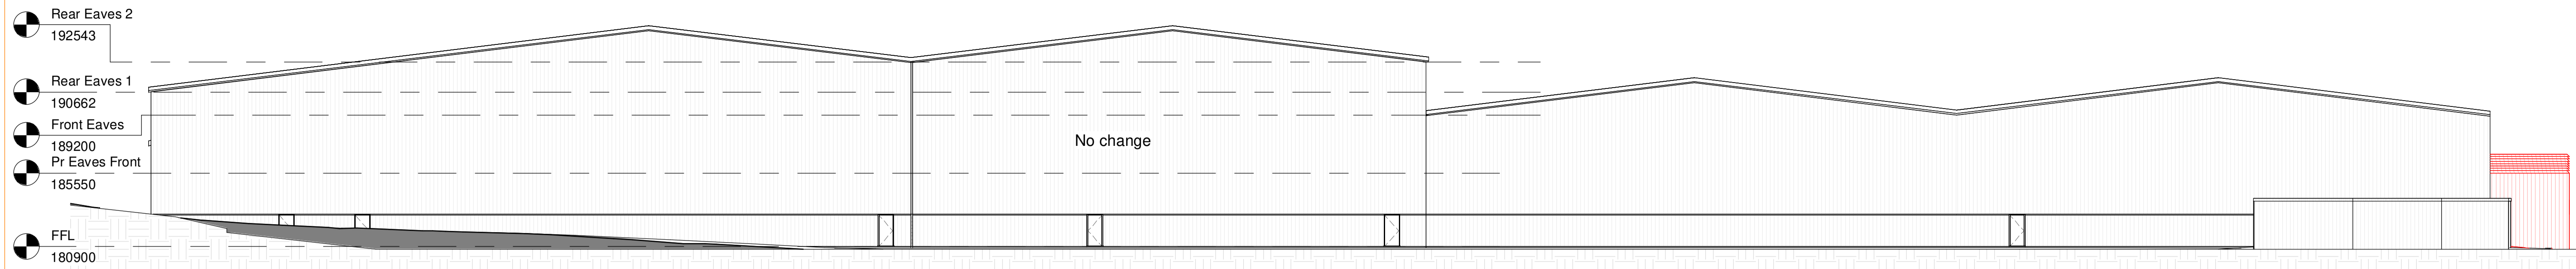 Rear Eaves 2
192543
Rear Eaves 1
190662
Front Eaves
189200
Pr Eaves Front
185550
No change
FFL
180900